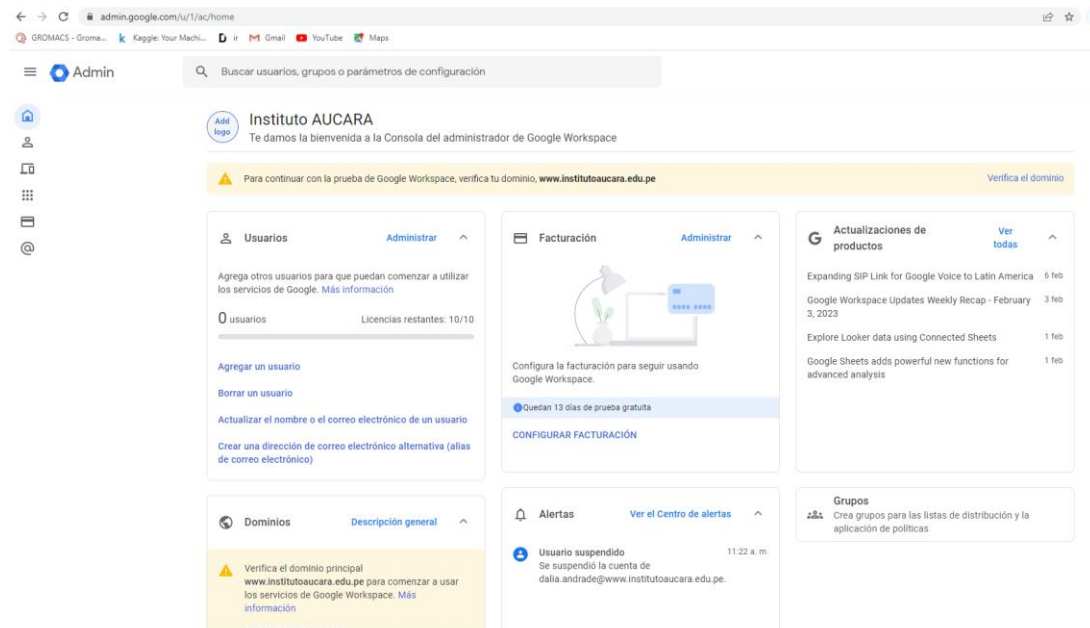 admin.google.com/u/1/ac/home
GROMACS - Groma...
Kaggle: Your Machi...
ir
Gmail
YouTube
Maps
Admin
Buscar usuarios, grupos o parámetros de configuración
Add
logo
Instituto AUCARA
Te damos la bienvenida a la Consola del administrador de Google Workspace
Para continuar con la prueba de Google Workspace, verifica tu dominio, www.institutoaucara.edu.pe
Verifica el dominio
Usuarios
Administrar
Agrega otros usuarios para que puedan comenzar a utilizar
los servicios de Google. Más información
0 usuarios
Licencias restantes: 10/10
Agregar un usuario
Borrar un usuario
Actualizar el nombre o el correo electrónico de un usuario
Crear una dirección de correo electrónico alternativa (alias
de correo electrónico)
Facturación
Administrar
Configura la facturación para seguir usando
Google Workspace.
Quedan 13 días de prueba gratuita
CONFIGURAR FACTURACIÓN
Actualizaciones de
productos
Ver
todas
Expanding SIP Link for Google Voice to Latin America 6 feb
Google Workspace Updates Weekly Recap - February 3 feb
3, 2023
Explore Looker data using Connected Sheets 1 feb
Google Sheets adds powerful new functions for 1 feb
advanced analysis
Dominios
Descripción general
Verifica el dominio principal
www.institutoaucara.edu.pe para comenzar a usar
los servicios de Google Workspace. Más
información
Alertas
Ver el Centro de alertas
Usuario suspendido 11:22 a. m.
Se suspendió la cuenta de
dalia.andrade@www.institutoaucara.edu.pe.
Grupos
Crea grupos para las listas de distribución y la
aplicación de políticas